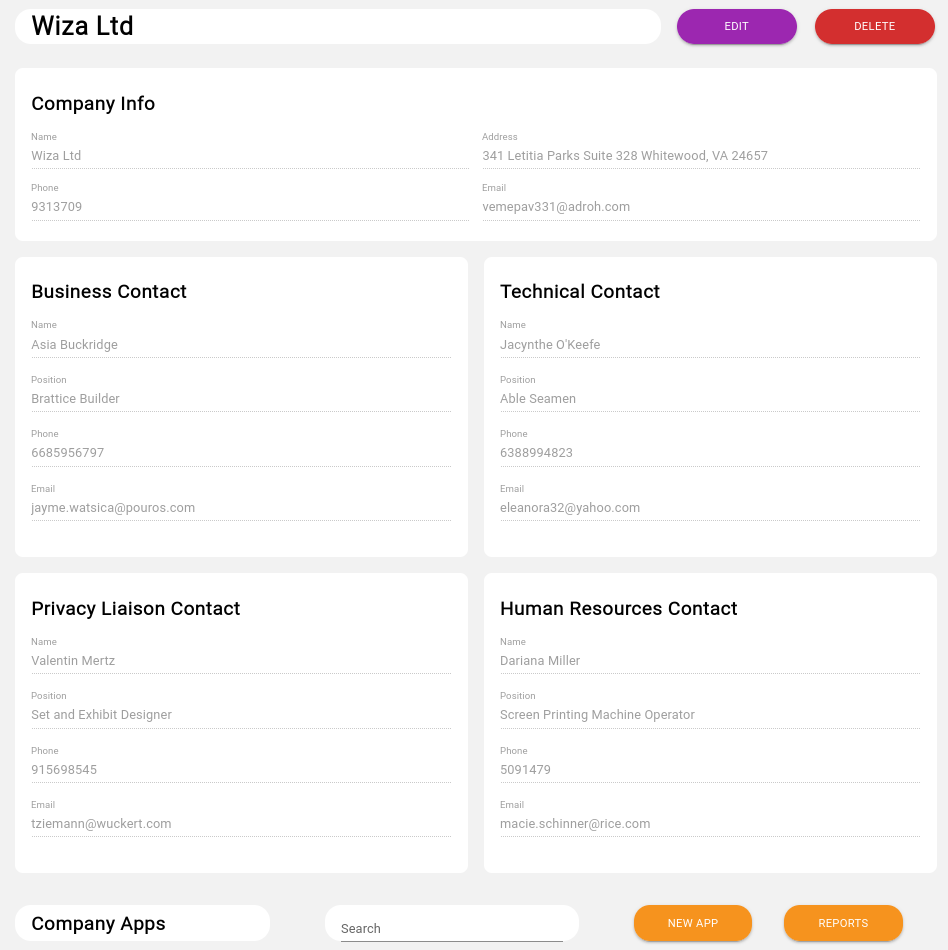 Wiza Ltd
EDIT
DELETE
Company Info
Name
Wiza Ltd
Address
341 Letitia Parks Suite 328 Whitewood, VA 24657
Phone
9313709
Email
vemepav331@adroh.com
Business Contact
Name
Asia Buckridge
Position
Brattice Builder
Phone
6685956797
Email
jayme.watsica@pouros.com
Technical Contact
Name
Jacynthe O'Keefe
Position
Able Seamen
Phone
6388994823
Email
eleanora32@yahoo.com
Privacy Liaison Contact
Name
Valentin Mertz
Position
Set and Exhibit Designer
Phone
915698545
Email
tziemann@wuckert.com
Human Resources Contact
Name
Dariana Miller
Position
Screen Printing Machine Operator
Phone
5091479
Email
macie.schinner@rice.com
Company Apps
Search
NEW APP
REPORTS